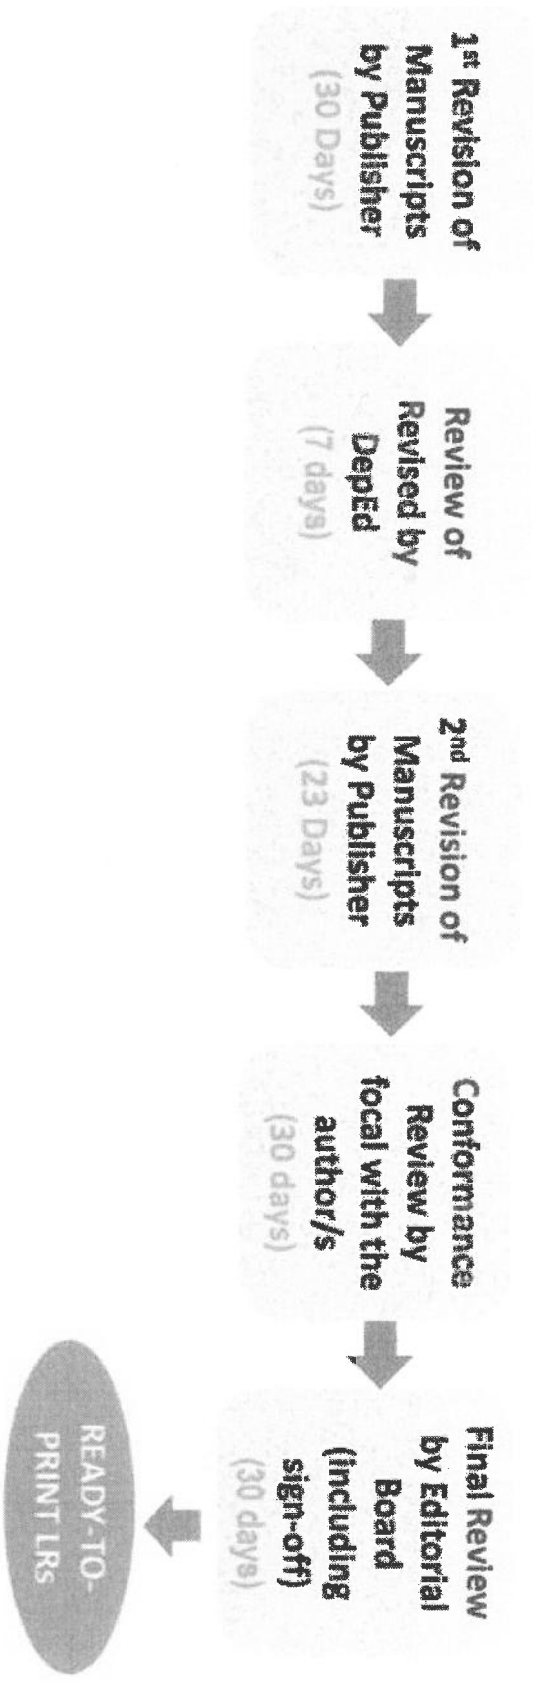 1st Revision of
Manuscripts
by Publisher
(30 Days)
Review of
Revised by
DepEd
(7 days)
2nd Revision of
Manuscripts
by Publisher
(23 Days)
Conformance
Review by
focal with the
author/s
(30 days)
Final Review
by Editorial
Board
(including
sign-off)
(30 days)
READY-TO-
PRINT LRs